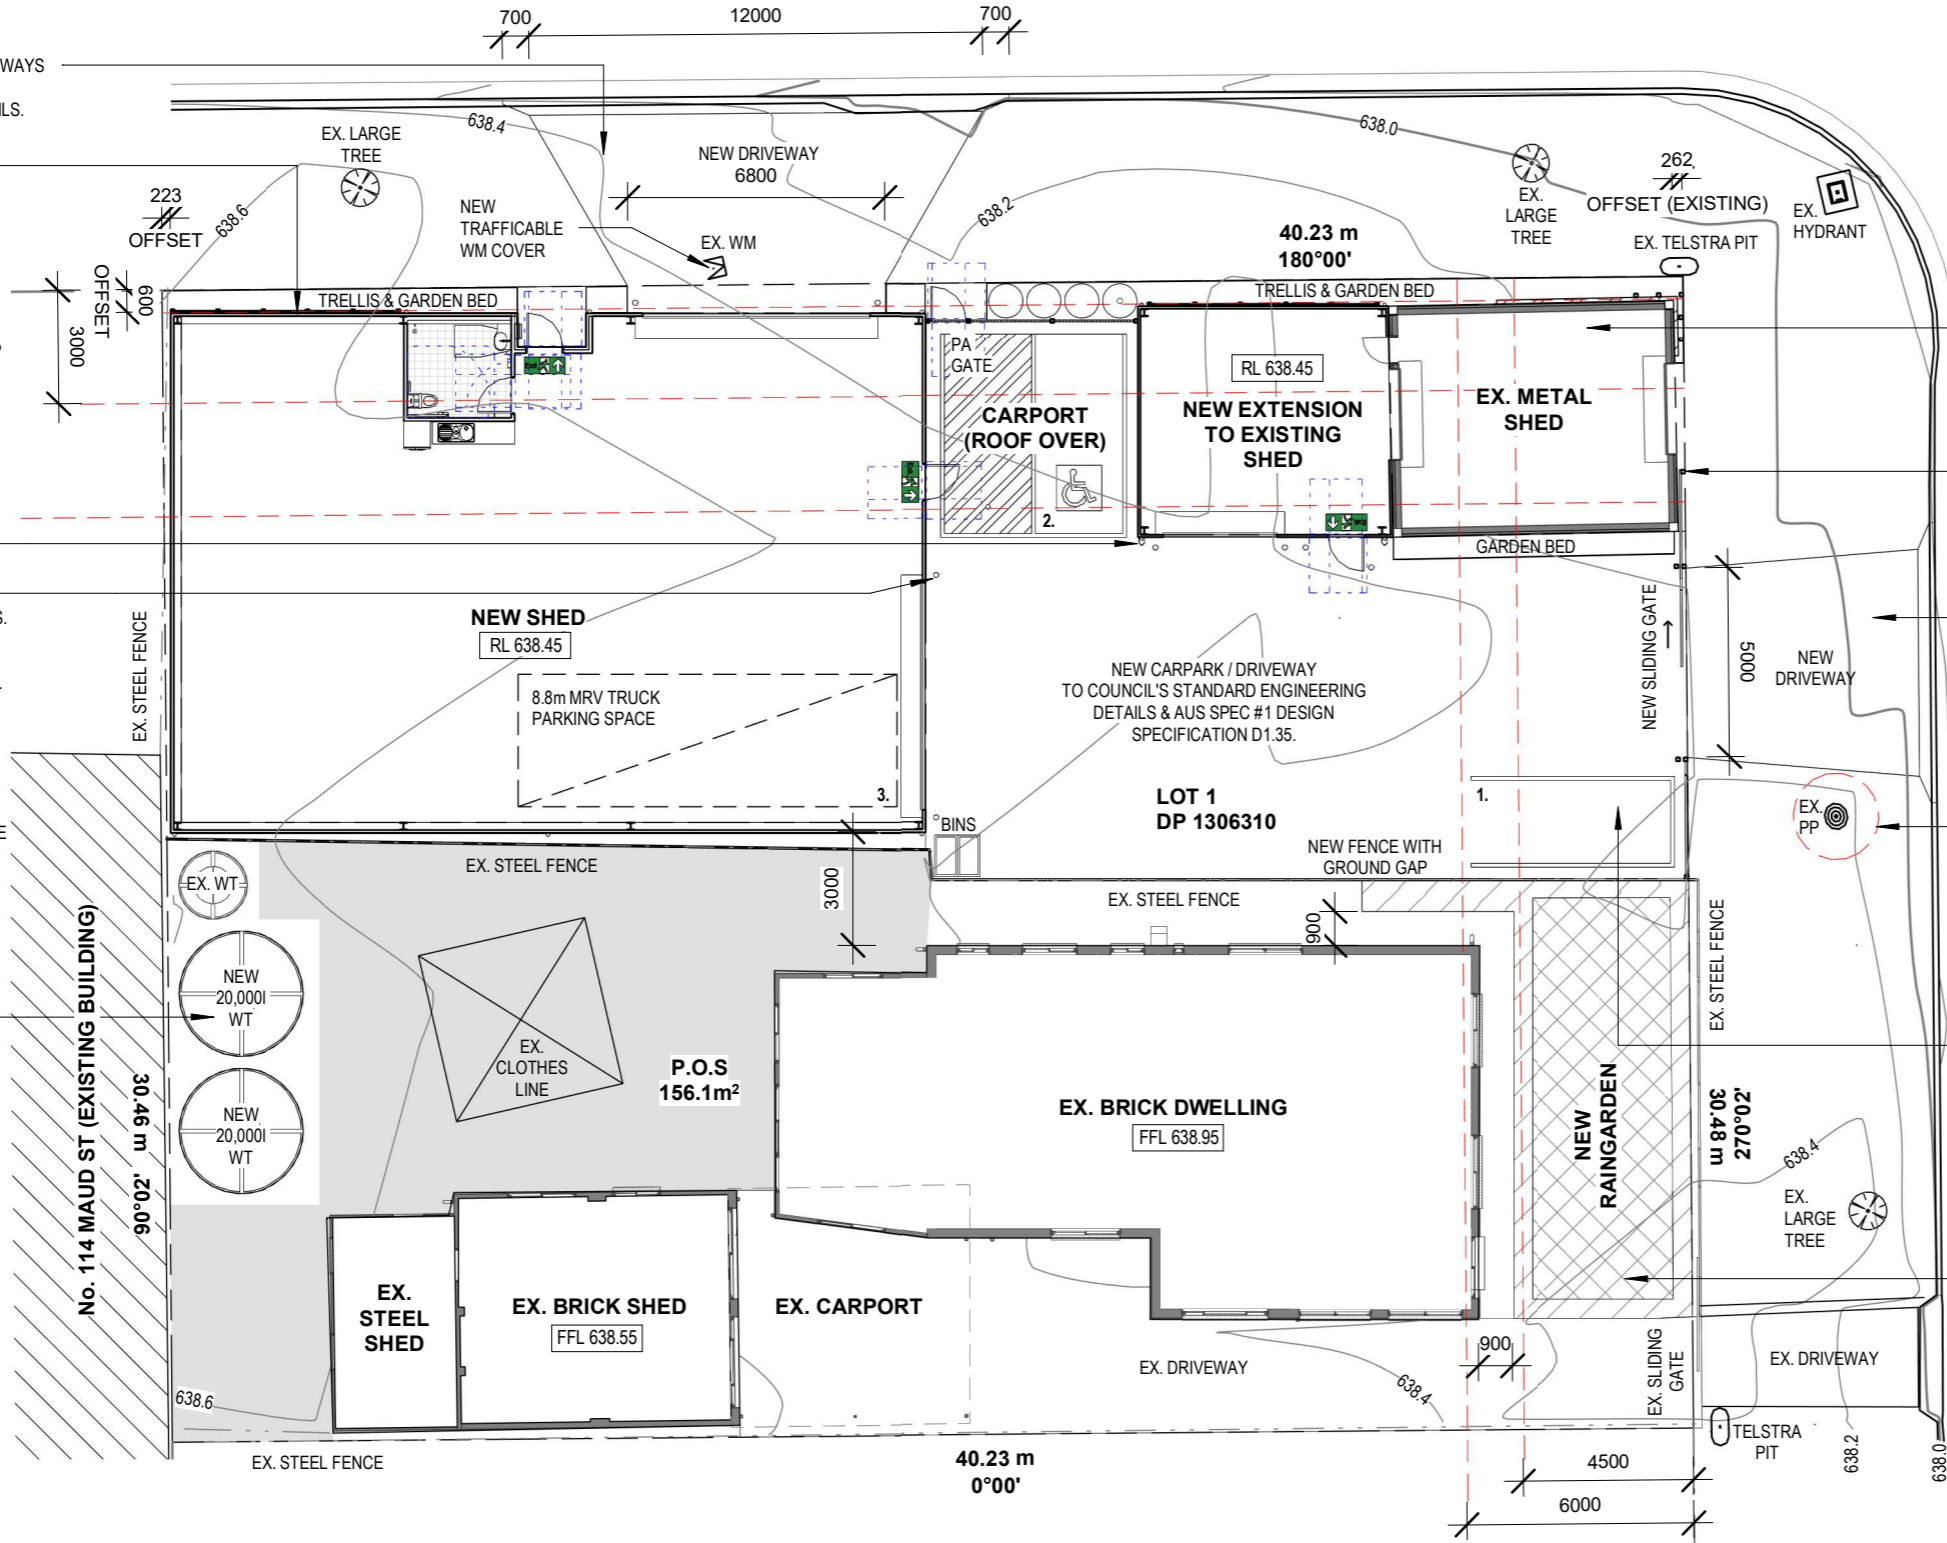 700
12000
700
WAYS
ILS.
EX. LARGE
TREE
638.4
NEW DRIVEWAY
6800
638.0
262
OFFSET (EXISTING)
EX.
LARGE
TREE
EX.
HYDRANT
223
OFFSET
638.6
NEW
TRAFFICABLE
WM COVER
EX. WM
638.2
40.23 m
180°00'
EX. TELSTRA PIT
OFFSET
600
3000
TRELLIS & GARDEN BED
TRELLIS & GARDEN BED
PA
GATE
RL 638.45
CARPORT
(ROOF OVER)
NEW EXTENSION
TO EXISTING
SHED
EX. METAL
SHED
Exit
Exit
Exit
2.
GARDEN BED
S.
EX. STEEL FENCE
NEW SHED
RL 638.45
8.8m MRV TRUCK
PARKING SPACE
3.
NEW CARPARK / DRIVEWAY
TO COUNCIL'S STANDARD ENGINEERING
DETAILS & AUS SPEC #1 DESIGN
SPECIFICATION D1.35.
NEW SLIDING GATE
5000
NEW
DRIVEWAY
LOT 1
DP 1306310
1.
EX.
PP
E
BINS
NEW FENCE WITH
GROUND GAP
EX. STEEL FENCE
EX. WT
3000
EX. STEEL FENCE
900
EX. STEEL FENCE
No. 114 MAUD ST (EXISTING BUILDING)
30.46 m
90°02'
NEW
20,000l
WT
NEW
20,000l
WT
EX.
CLOTHES
LINE
P.O.S
156.1m²
EX. BRICK DWELLING
FFL 638.95
NEW
RAINGARDEN
270°02'
30.48 m
638.4
EX.
LARGE
TREE
EX.
STEEL
SHED
EX. BRICK SHED
FFL 638.55
EX. CARPORT
EX. DRIVEWAY
900
638.4
EX. SLIDING
GATE
EX. DRIVEWAY
638.6
EX. STEEL FENCE
40.23 m
0°00'
TELSTRA
PIT
638.2
638.0
4500
6000